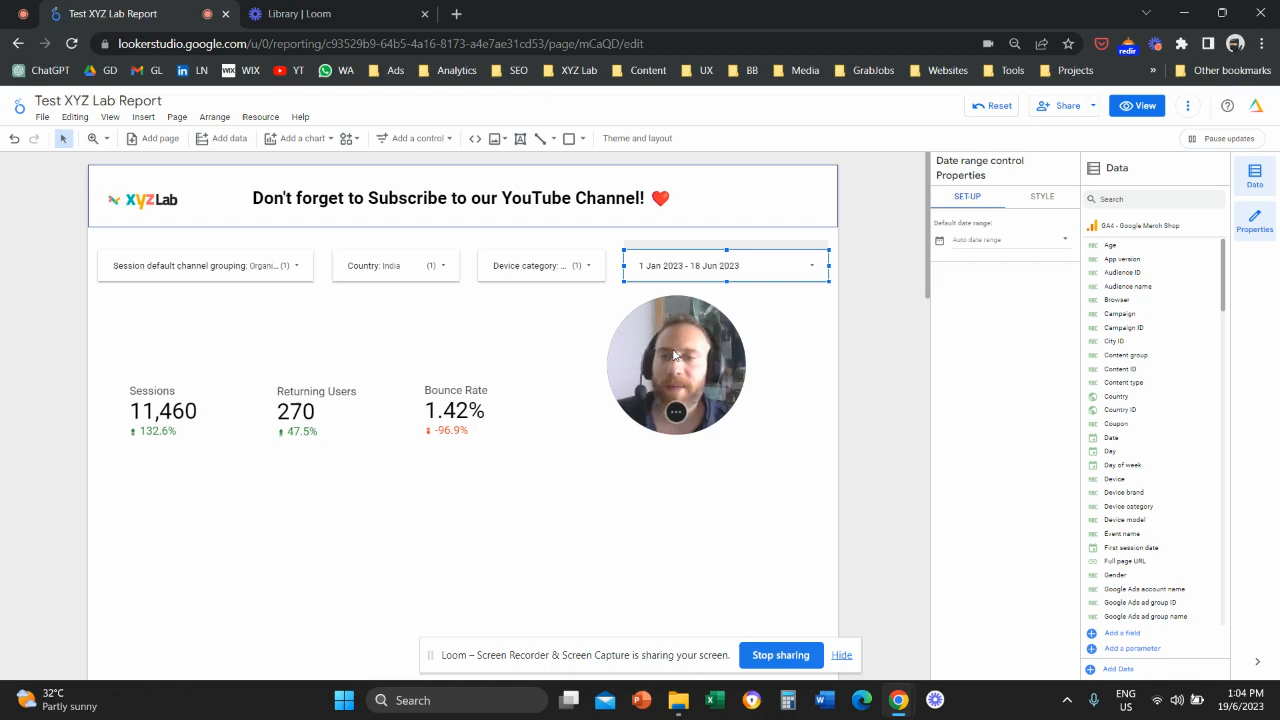 Test XYZ Lab Report
Library | Loom
lookerstudio.google.com/u/0/reporting/c93529b9-64b5-4a16-8173-a4e7ae31cd53/page/mCaQD/edit
redir
ChatGPT
GD
GL
LN
WIX
WIX
YT
WA
Ads
Analytics
SEO
XYZ Lab
Content
UX
BB
Media
GrabJobs
Websites
Tools
Projects
»
Other bookmarks
Test XYZ Lab Report
File Edit View Insert Page Arrange Resource Help
Reset
Share
View
Add page
Add data
Add a chart
Add a control
Theme and layout
Pause updates
xyzLab
Don't forget to Subscribe to our YouTube Channel! ❤️
Session default channel grouping: Organi... (1)
Country: India (1)
Device category: ... (1)
1 Jan 2023 - 18 Jun 2023
Sessions
11,460
132.6%
Returning Users
270
47.5%
Bounce Rate
1.42%
-96.9%
Date range control
Properties
SET-UP
STYLE
Default date range:
Auto date range
Data
Search
GA4 - Google Merch Shop
Age
App version
Audience ID
Audience name
Browser
Campaign
Campaign ID
City ID
Content group
Content ID
Content type
Country
Country ID
Coupon
Date
Day
Day of week
Device
Device brand
Device category
Device model
Event name
First session date
Full page URL
Gender
Google Ads account name
Google Ads ad group ID
Google Ads ad group name
Add a field
Add a parameter
Add Data
Data
Properties
Loom – Screen Recorder & Screen Capture is sharing your screen.
Stop sharing
Hide
32°C
Partly sunny
Search
ENG
US
1:04 PM
19/6/2023